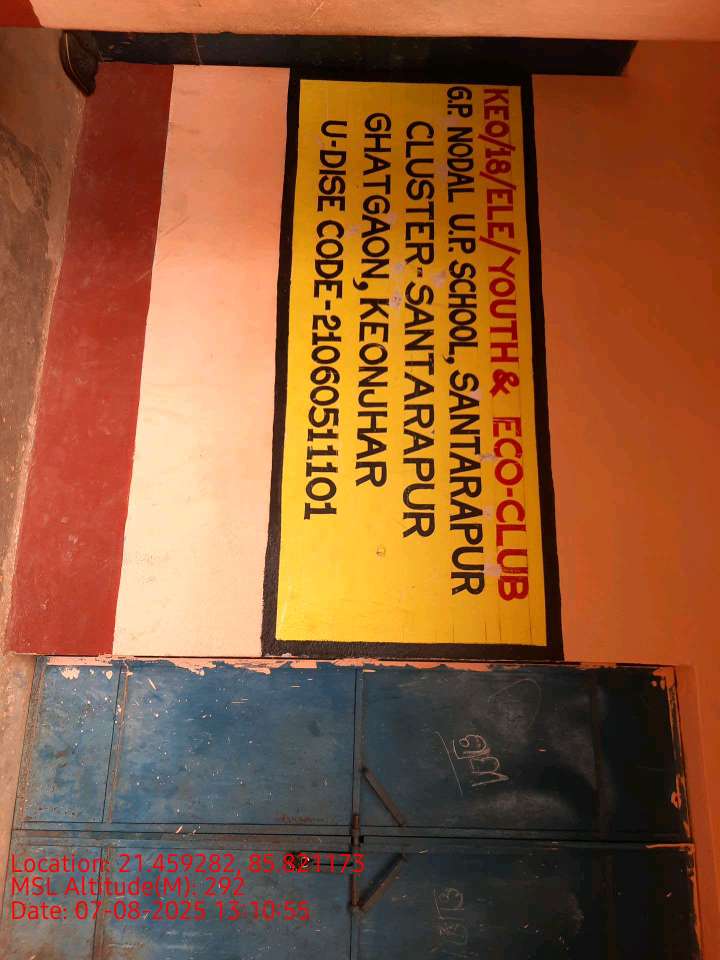 KEO/18/ELE/YOUTH & ECO-CLUB
G.P. NODAL U.P. SCHOOL, SANTARAPUR
CLUSTER-SANTARAPUR
GHATGAON, KEONJHAR
U-DISE CODE-21060511101
Location: 21.459282, 85.821173
MSL Altitude(M): 292
Date: 07-08-2025 13:10:55